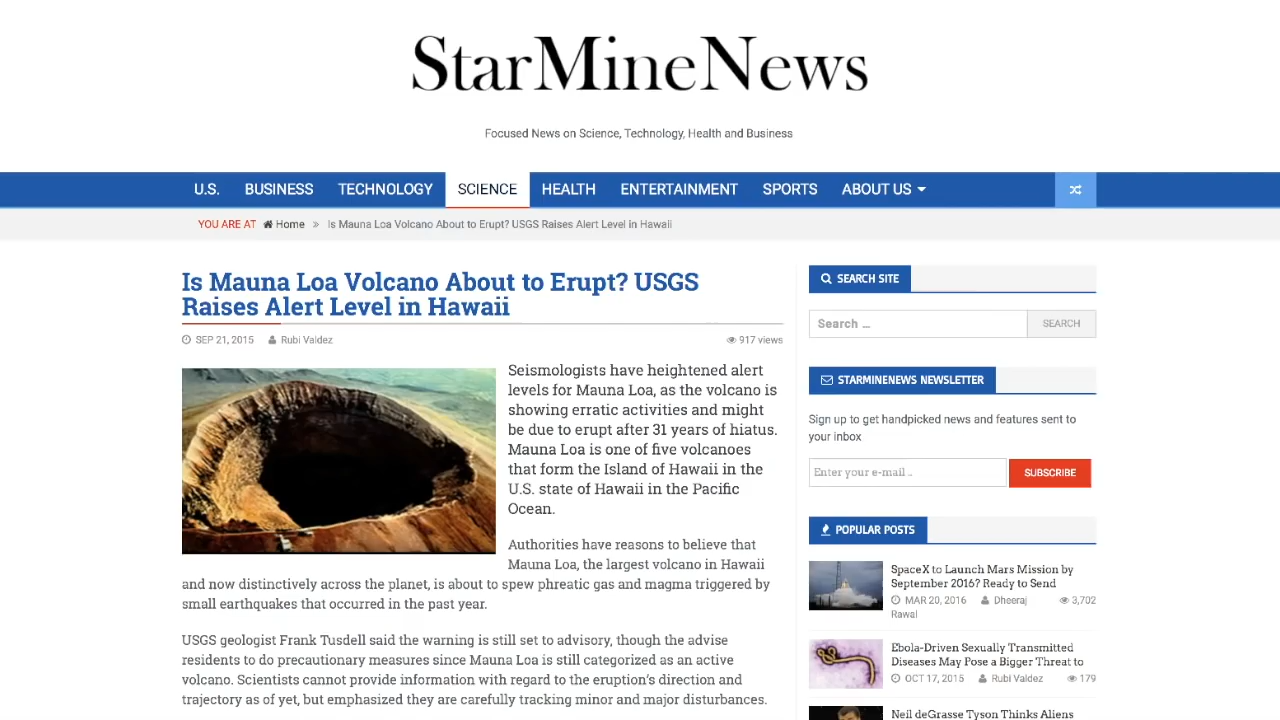 StarMineNews
Focused News on Science, Technology, Health and Business
U.S. BUSINESS TECHNOLOGY SCIENCE HEALTH ENTERTAINMENT SPORTS ABOUT US
YOU ARE AT Home » Is Mauna Loa Volcano About to Erupt? USGS Raises Alert Level in Hawaii
Is Mauna Loa Volcano About to Erupt? USGS
Raises Alert Level in Hawaii
SEP 21, 2015 Rubi Valdez 917 views
Seismologists have heightened alert
levels for Mauna Loa, as the volcano is
showing erratic activities and might
be due to erupt after 31 years of hiatus.
Mauna Loa is one of five volcanoes
that form the Island of Hawaii in the
U.S. state of Hawaii in the Pacific
Ocean.
Authorities have reasons to believe that
Mauna Loa, the largest volcano in Hawaii
and now distinctively across the planet, is about to spew phreatic gas and magma triggered by
small earthquakes that occurred in the past year.
USGS geologist Frank Tusdell said the warning is still set to advisory, though the advise
residents to do precautionary measures since Mauna Loa is still categorized as an active
volcano. Scientists cannot provide information with regard to the eruption's direction and
trajectory as of yet, but emphasized they are carefully tracking minor and major disturbances.
SEARCH SITE
Search ... SEARCH
STARMINENEWS NEWSLETTER
Sign up to get handpicked news and features sent to
your inbox
Enter your e-mail .. SUBSCRIBE
POPULAR POSTS
SpaceX to Launch Mars Mission by
September 2016? Ready to Send
MAR 20, 2016 Dheeraj 3,702
Rawal
Ebola-Driven Sexually Transmitted
Diseases May Pose a Bigger Threat to
OCT 17, 2015 Rubi Valdez 179
Neil deGrasse Tyson Thinks Aliens